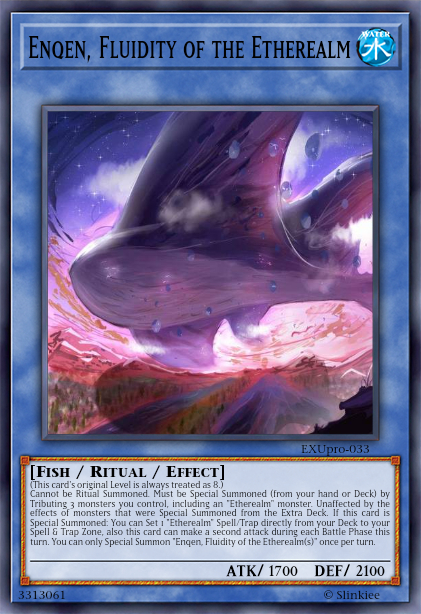 Enqen, Fluidity of the Etherealm
WATER
水
EXUpro-033
[Fish / Ritual / Effect]
(This card's original Level is always treated as 8.)
Cannot be Ritual Summoned. Must be Special Summoned (from your hand or Deck) by
Tributing 3 monsters you control, including an "Etherealm" monster. Unaffected by the
effects of monsters that were Special Summoned from the Extra Deck. If this card is
Special Summoned: You can Set 1 "Etherealm" Spell/Trap directly from your Deck to your
Spell & Trap Zone, also this card can make a second attack during each Battle Phase this
turn. You can only Special Summon "Enqen, Fluidity of the Etherealm(s)" once per turn.
ATK/ 1700 DEF/ 2100
3313061 © Slinkiee